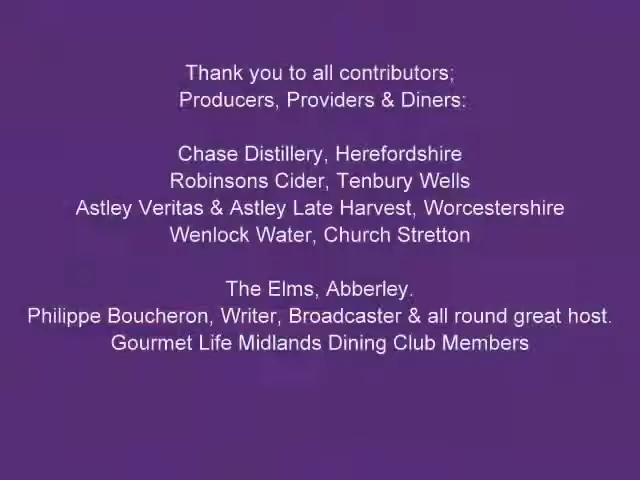 Thank you to all contributors;
Producers, Providers & Diners:
Chase Distillery, Herefordshire
Robinsons Cider, Tenbury Wells
Astley Veritas & Astley Late Harvest, Worcestershire
Wenlock Water, Church Stretton
The Elms, Abberley.
Philippe Boucheron, Writer, Broadcaster & all round great host.
Gourmet Life Midlands Dining Club Members